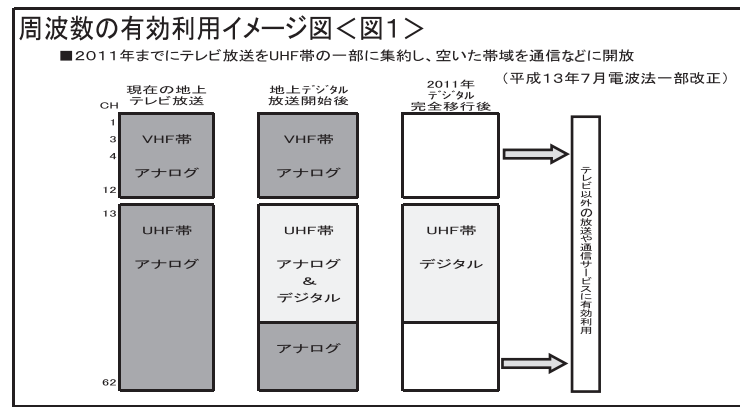 周波数の有効利用イメージ図＜図1＞
■2011年までにテレビ放送をUHF帯の一部に集約し、空いた帯域を通信などに開放
（平成13年7月電波法一部改正）
現在の地上
テレビ放送
地上デジタル
放送開始後
2011年
デジタル
完全移行後
CH
1
3
4
12
13
62
VHF帯
アナログ
VHF帯
アナログ
UHF帯
アナログ
UHF帯
アナログ
&
デジタル
アナログ
UHF帯
デジタル
テレビ以外の放送や通信サービスに有効利用